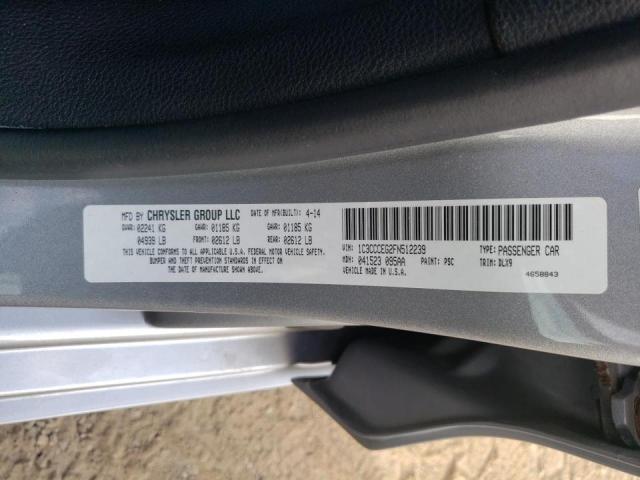 MFD BY CHRYSLER GROUP LLC DATE OF MFR(BUILT): 4-14
GVWR: 02241 KG GAWR: 01185 KG GAWR: 01185 KG
04939 LB FRONT: 02612 LB REAR: 02612 LB
THIS VEHICLE CONFORMS TO ALL APPLICABLE U.S.A. FEDERAL MOTOR VEHICLE SAFETY,
BUMPER AND THEFT PREVENTION STANDARDS IN EFFECT ON THE
DATE OF MANUFACTURE SHOWN ABOVE.
VIN: 1C3CCCEG2FN512239 TYPE: PASSENGER CAR
MDH: 041523 095AA PAINT: PSC TRIM: DLX9
VEHICLE MADE IN U.S.A. 4658843